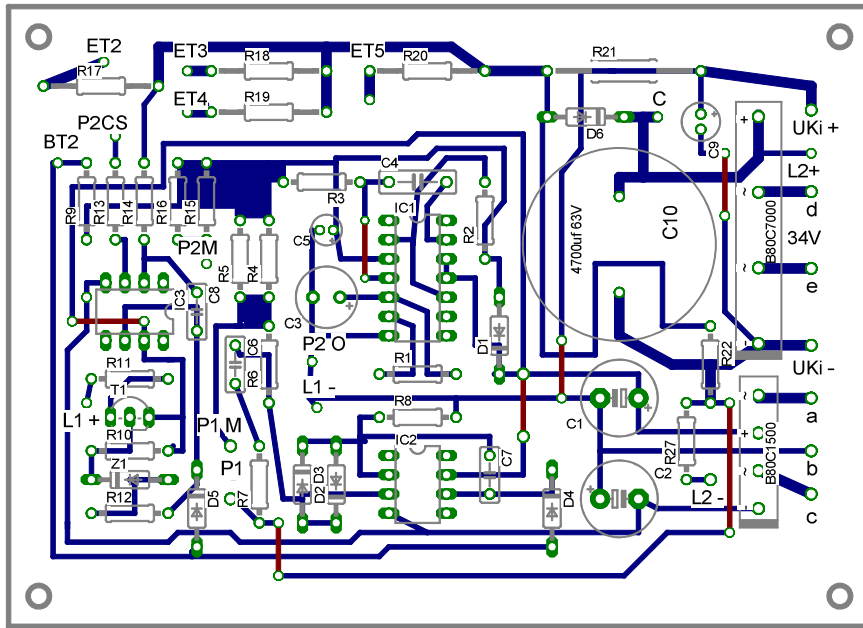 ET2
ET3
ET5
R21
R17
R18
R20
ET4
R19
C
P2CS
D6
C9
+
UKi +
BT2
C4
L2+
R9
R13
R14
R16
R15
R3
IC1
R2
~
d
P2M
C5
C10
4700uf 63V
B80C7000
34V
R5
R4
~
e
IC3
C8
C3
P2 O
D1
-
UKi -
C6
R6
R11
R1
R22
T1
L1 -
a
L1 +
P1 M
R8
C1
+
R10
IC2
b
Z1
P1
C7
R27
C2
~
B80C1500
~
R12
D5
R7
D2
D3
D4
L2 -
-
c